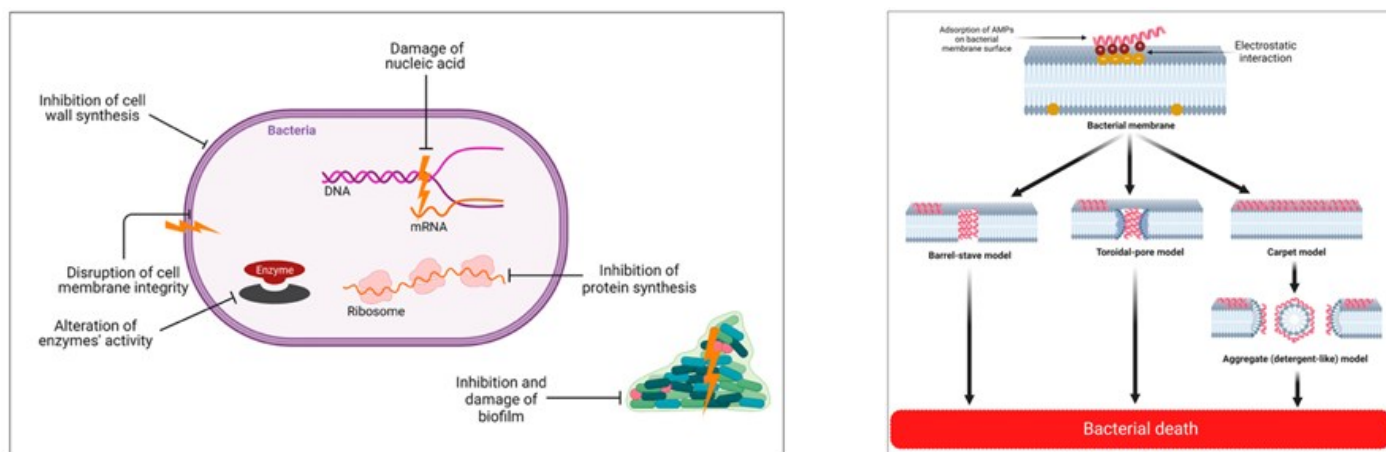 Damage of
nucleic acid
Inhibition of cell
wall synthesis
Bacteria
DNA
mRNA
Disruption of cell
membrane integrity
Enzyme
Alteration of
enzymes' activity
Ribosome
Inhibition of
protein synthesis
Inhibition and
damage of
biofilm
Adsorption of AMPs
on bacterial
membrane surface
Electrostatic
interaction
Bacterial membrane
Barrel-stave model
Toroidal-pore model
Carpet model
Aggregate (detergent-like) model
Bacterial death